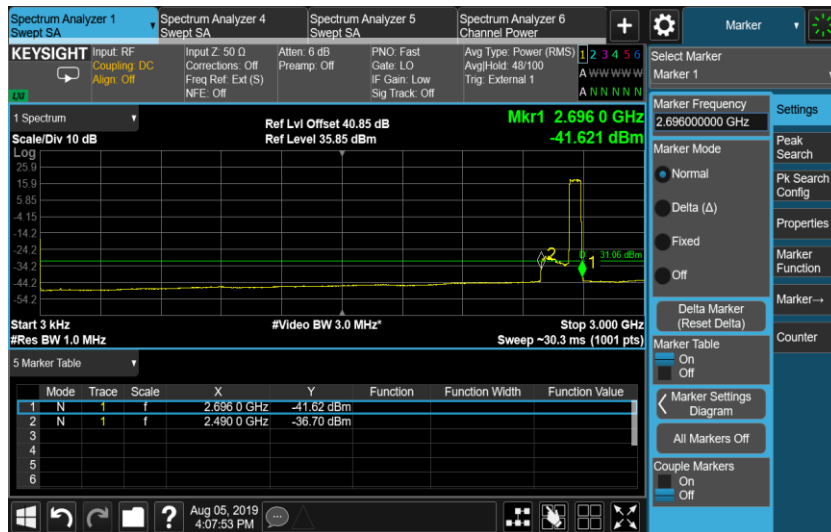 Spectrum Analyzer 1
Swept SA
Spectrum Analyzer 4
Swept SA
Spectrum Analyzer 5
Swept SA
Spectrum Analyzer 6
Channel Power
+
Marker
KEYSIGHT
LXI
Input: RF
Coupling: DC
Align: Off
Input Z: 50 Ω
Corrections: Off
Freq Ref: Ext (S)
NFE: Off
Atten: 6 dB
Preamp: Off
PNO: Fast
Gate: LO
IF Gain: Low
Sig Track: Off
Avg Type: Power (RMS)
Avg|Hold: 48/100
Trig: External 1
1 2 3 4 5 6
A W W W W W
A N N N N N
Select Marker
Marker 1
1 Spectrum
Scale/Div 10 dB
Ref Lvl Offset 40.85 dB
Ref Level 35.85 dBm
Mkr1 2.696 0 GHz
-41.621 dBm
Log
25.9
15.9
5.85
-4.15
-14.2
-24.2
-34.2
-44.2
-54.2
2
1
31.06 dBm
Start 3 kHz
#Res BW 1.0 MHz
#Video BW 3.0 MHz*
Stop 3.000 GHz
Sweep ~30.3 ms (1001 pts)
5 Marker Table
Mode Trace Scale X Y Function Function Width Function Value
1 N 1 f 2.696 0 GHz -41.62 dBm
2 N 1 f 2.490 0 GHz -36.70 dBm
3
4
5
6
Marker Frequency
2.696000000 GHz
Marker Mode
Normal
Delta (Δ)
Fixed
Off
Delta Marker
(Reset Delta)
Marker Table
On
Off
Marker Settings
Diagram
All Markers Off
Couple Markers
On
Off
Settings
Peak
Search
Pk Search
Config
Properties
Marker
Function
Marker→
Counter
?
Aug 05, 2019
4:07:53 PM